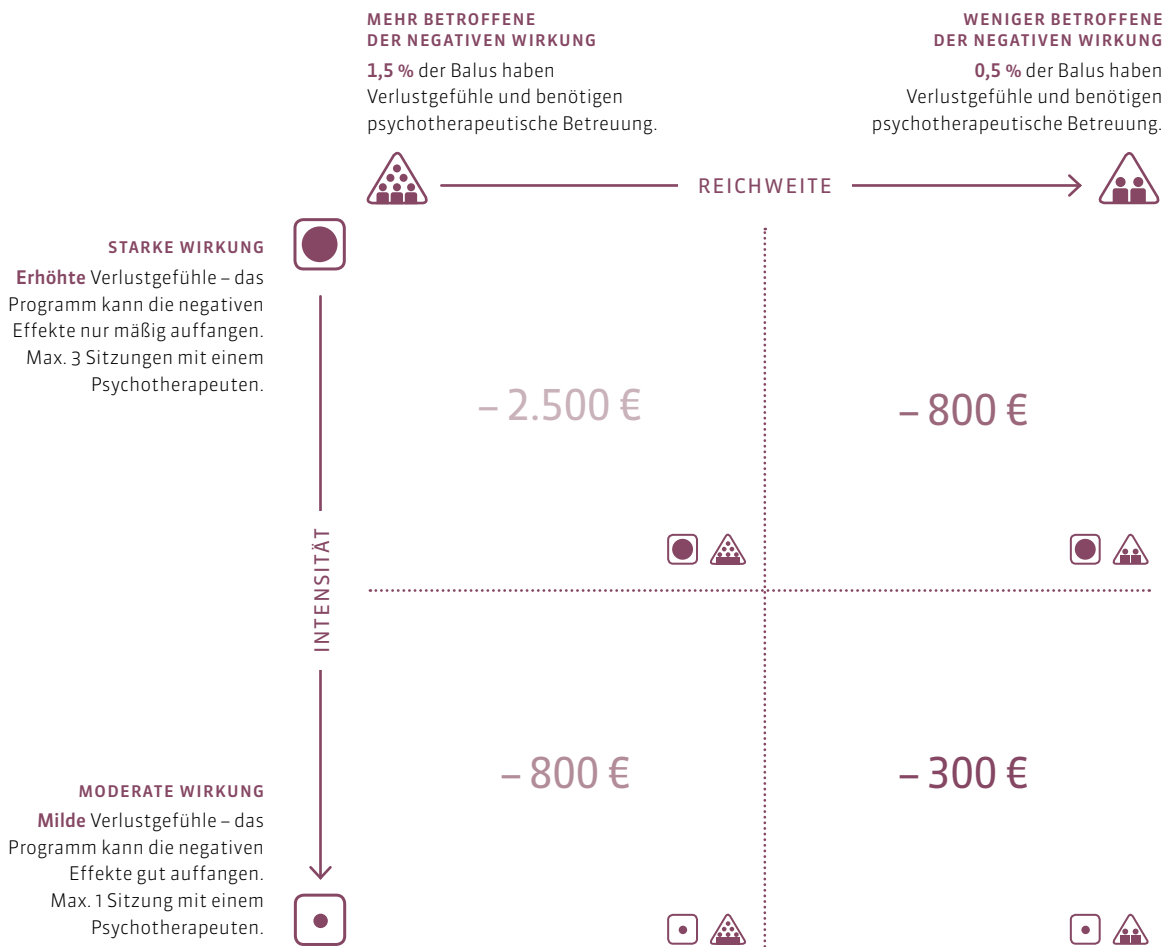 MEHR BETROFFENE
DER NEGATIVEN WIRKUNG
1,5 % der Balus haben
Verlustgefühle und benötigen
psychotherapeutische Betreuung.
WENIGER BETROFFENE
DER NEGATIVEN WIRKUNG
0,5 % der Balus haben
Verlustgefühle und benötigen
psychotherapeutische Betreuung.
REICHWEITE
STARKE WIRKUNG
Erhöhte Verlustgefühle – das
Programm kann die negativen
Effekte nur mäßig auffangen.
Max. 3 Sitzungen mit einem
Psychotherapeuten.
– 2.500 €
– 800 €
INTENSITÄT
– 800 €
– 300 €
MODERATE WIRKUNG
Milde Verlustgefühle – das
Programm kann die negativen
Effekte gut auffangen.
Max. 1 Sitzung mit einem
Psychotherapeuten.